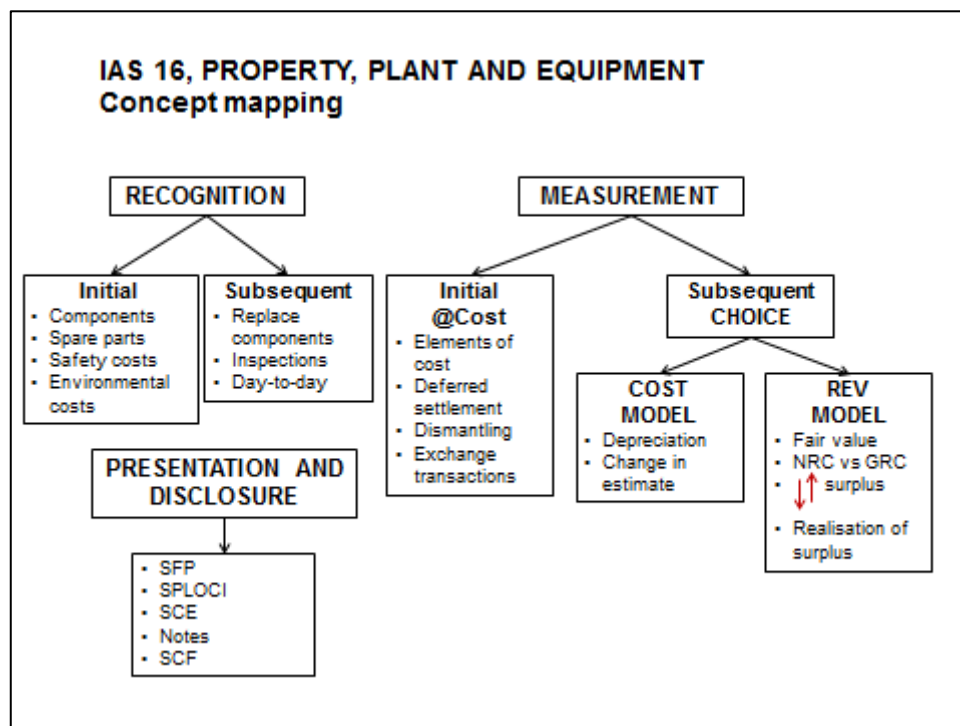 IAS 16, PROPERTY, PLANT AND EQUIPMENT
Concept mapping
RECOGNITION
Initial
▪ Components
▪ Spare parts
▪ Safety costs
▪ Environmental
costs
Subsequent
▪ Replace
components
▪ Inspections
▪ Day-to-day
PRESENTATION AND
DISCLOSURE
▪ SFP
▪ SPLOCI
▪ SCE
▪ Notes
▪ SCF
MEASUREMENT
Initial
@Cost
▪ Elements of
cost
▪ Deferred
settlement
▪ Dismantling
▪ Exchange
transactions
Subsequent
CHOICE
COST
MODEL
▪ Depreciation
▪ Change in
estimate
REV
MODEL
▪ Fair value
▪ NRC vs GRC
▪ ↓↑ surplus
▪ Realisation of
surplus